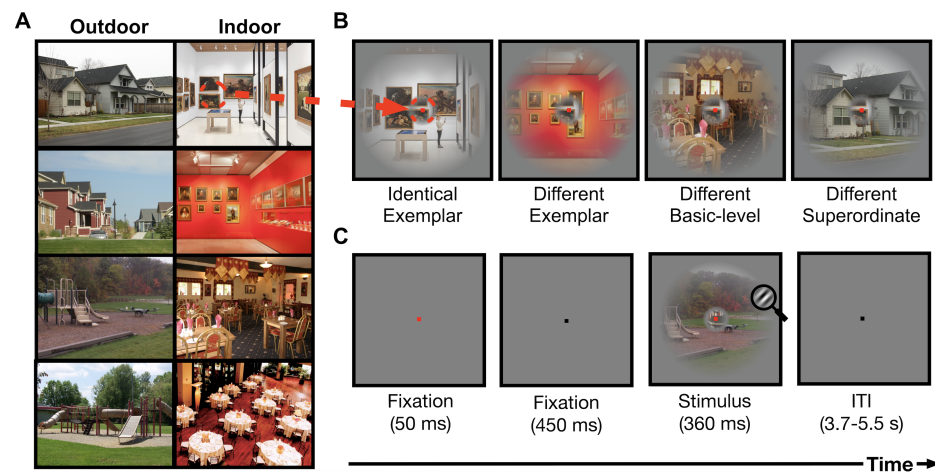 A
Outdoor
Indoor
B
Identical
Exemplar
Different
Exemplar
Different
Basic-level
Different
Superordinate
C
Fixation
(50 ms)
Fixation
(450 ms)
Stimulus
(360 ms)
ITI
(3.7-5.5 s)
Time